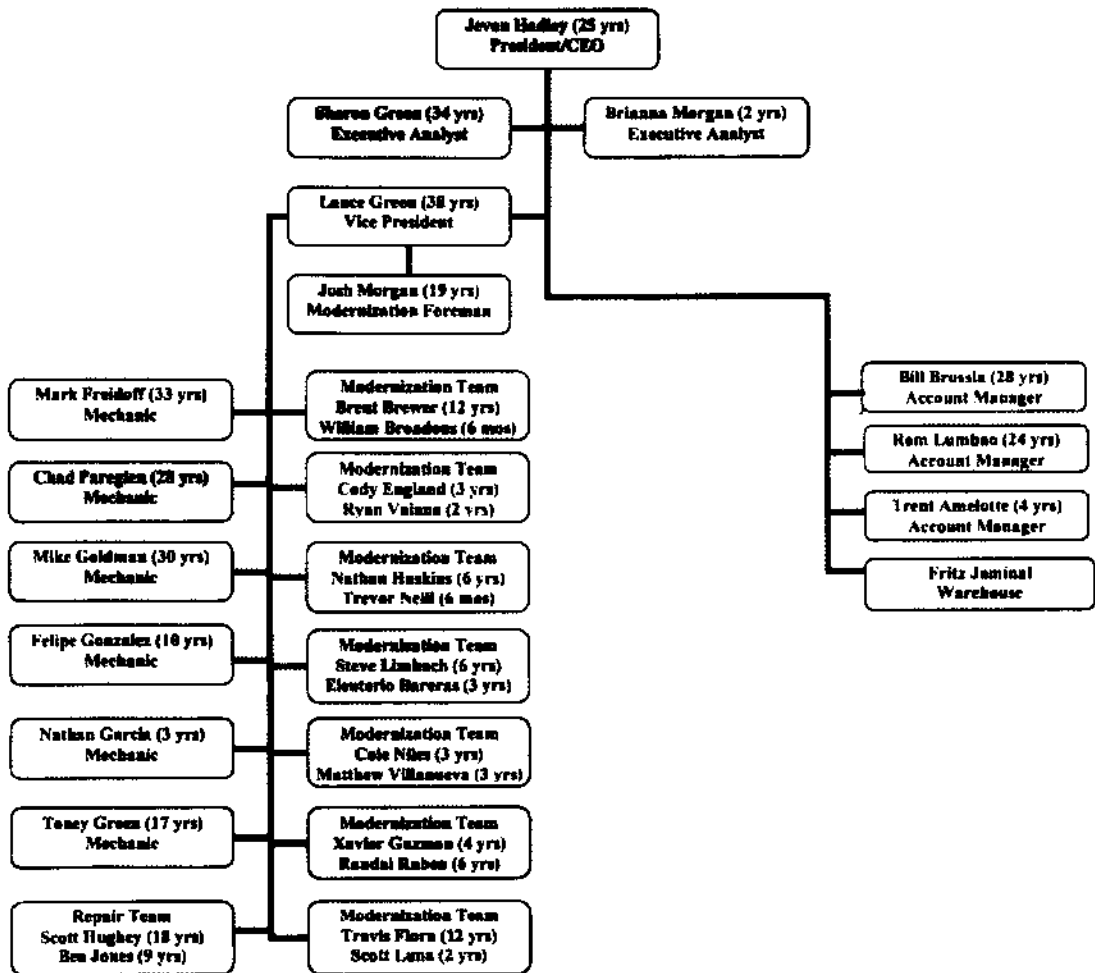 Jevon Hadley (25 yrs)
President/CEO
Sharon Green (34 yrs)
Executive Analyst
Brianna Morgan (2 yrs)
Executive Analyst
Lance Green (38 yrs)
Vice President
Josh Morgan (19 yrs)
Modernization Foreman
Mark Freidoff (33 yrs)
Mechanic
Modernization Team
Brent Brewer (12 yrs)
William Broadous (6 mos)
Chad Pareglen (28 yrs)
Mechanic
Modernization Team
Cody England (3 yrs)
Ryan Vaiana (2 yrs)
Mike Goldman (30 yrs)
Mechanic
Modernization Team
Nathan Haskins (6 yrs)
Trevor Neill (6 mos)
Felipe Gonzalez (10 yrs)
Mechanic
Modernization Team
Steve Limbach (6 yrs)
Eleuterio Bareras (3 yrs)
Nathan Garcia (3 yrs)
Mechanic
Modernization Team
Cole Niles (3 yrs)
Matthew Villanueva (3 yrs)
Toney Green (17 yrs)
Mechanic
Modernization Team
Xavier Guzman (4 yrs)
Randal Raben (6 yrs)
Repair Team
Scott Hughey (18 yrs)
Ben Jones (9 yrs)
Modernization Team
Travis Flora (12 yrs)
Scott Luna (2 yrs)
Bill Brussia (28 yrs)
Account Manager
Rom Lumbao (24 yrs)
Account Manager
Trent Amelotte (4 yrs)
Account Manager
Fritz Juminal
Warehouse